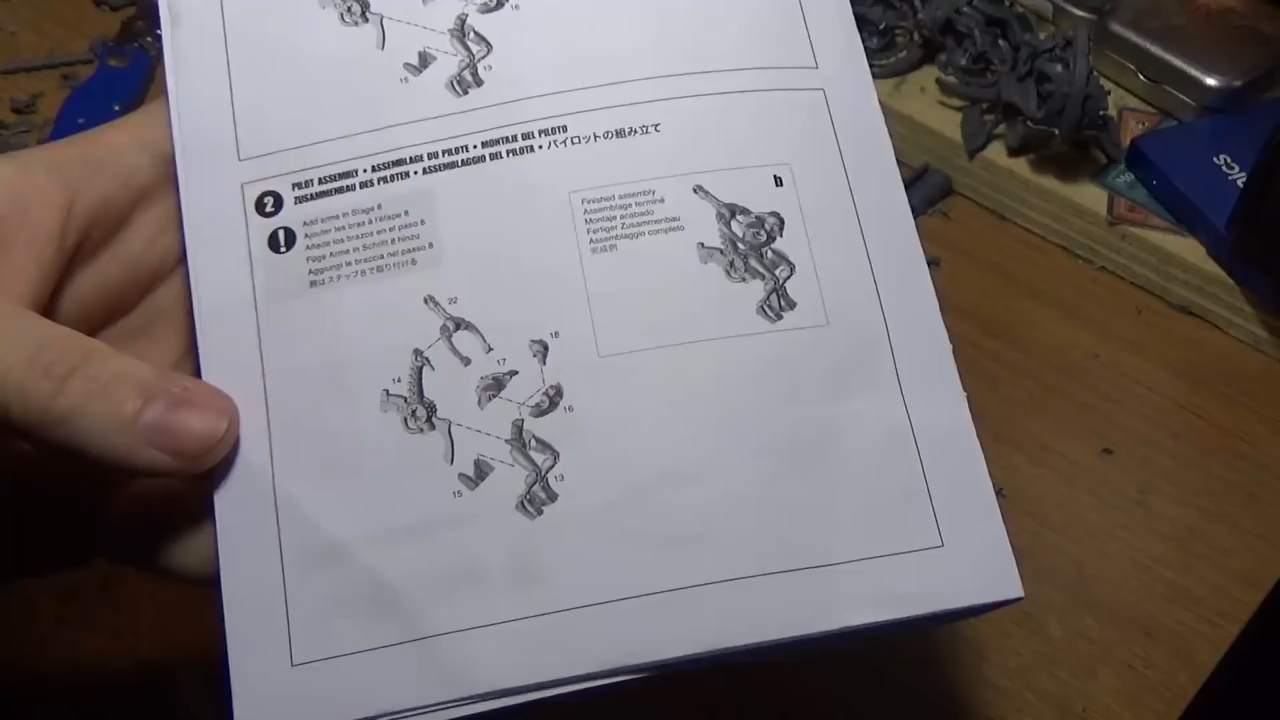 16
19
15
2
PILOT ASSEMBLY • ASSEMBLAGE DU PILOTE • MONTAJE DEL PILOTO
ZUSAMMENBAU DES PILOTEN • ASSEMBLAGGIO DEL PILOTA • パイロットの組み立て
!
Add arms in Stage 8
Ajouter les bras à l'étape 8
Añade los brazos en el paso 8
Füge Arme in Schritt 8 hinzu
Aggiungi le braccia nel passo 8
腕はステップ8で取り付ける
b
Finished assembly
Assemblage terminé
Montaje acabado
Fertiger Zusammenbau
Assemblaggio completo
完成例
22
18
17
14
16
15
13
nics